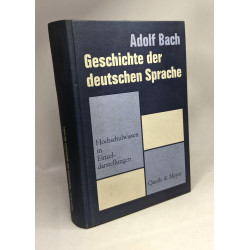 Adolf Bach
Geschichte der
deutschen Sprache
Hochschulwissen
in
Einzel-
darstellungen
Quelle & Meyer